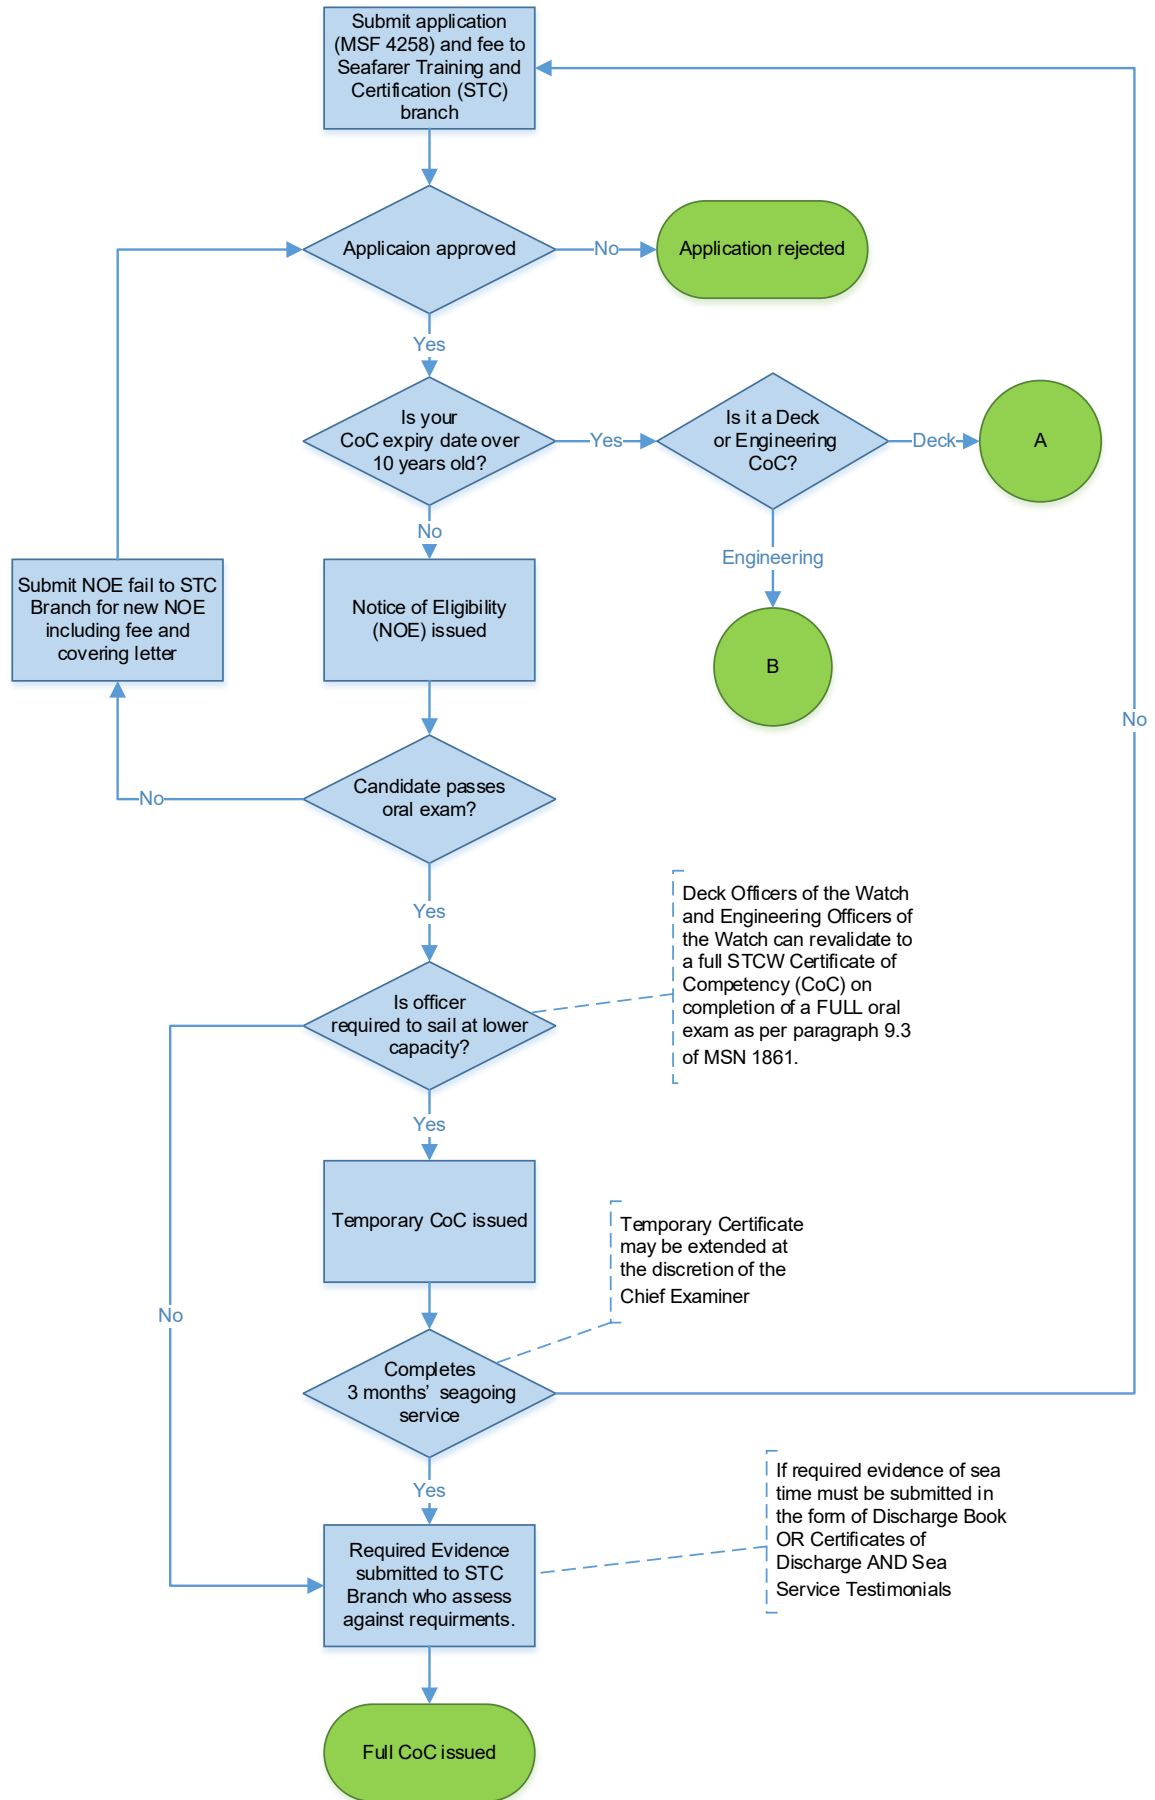 Submit application
(MSF 4258) and fee to
Seafarer Training and
Certification (STC)
branch
Applicaion approved
No
Application rejected
Yes
Is your
CoC expiry date over
10 years old?
Yes
Is it a Deck
or Engineering
CoC?
Deck
A
No
Engineering
B
Submit NOE fail to STC
Branch for new NOE
including fee and
covering letter
Notice of Eligibility
(NOE) issued
No
Candidate passes
oral exam?
No
Yes
Deck Officers of the Watch
and Engineering Officers of
the Watch can revalidate to
a full STCW Certificate of
Competency (CoC) on
completion of a FULL oral
exam as per paragraph 9.3
of MSN 1861.
Is officer
required to sail at lower
capacity?
Yes
Temporary CoC issued
Temporary Certificate
may be extended at
the discretion of the
Chief Examiner
No
Completes
3 months' seagoing
service
Yes
If required evidence of sea
time must be submitted in
the form of Discharge Book
OR Certificates of
Discharge AND Sea
Service Testimonials
Required Evidence
submitted to STC
Branch who assess
against requirments.
Full CoC issued